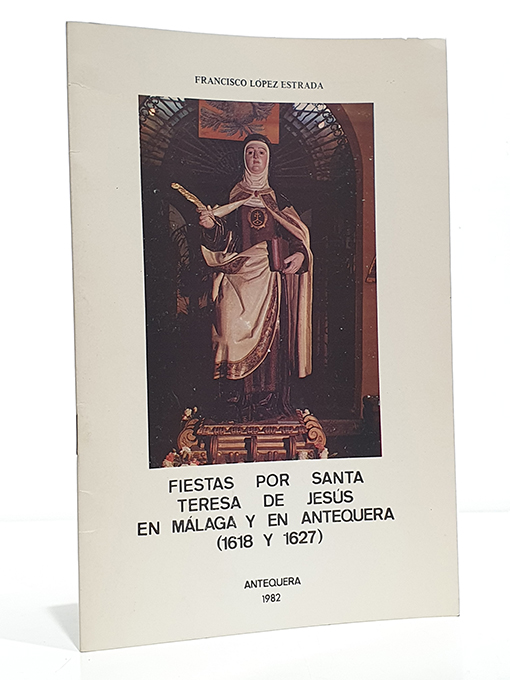 FRANCISCO LÓPEZ ESTRADA
FIESTAS POR SANTA
TERESA DE JESÚS
EN MÁLAGA Y EN ANTEQUERA
(1618 Y 1627)
ANTEQUERA
1982